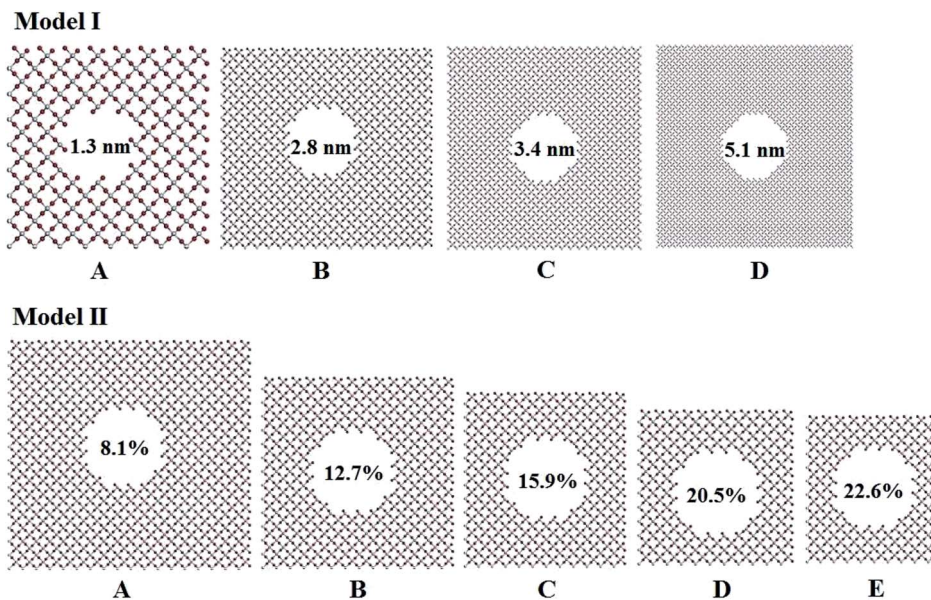 Model I
1.3 nm
2.8 nm
3.4 nm
5.1 nm
A
B
C
D
Model II
8.1%
12.7%
15.9%
20.5%
22.6%
A
B
C
D
E